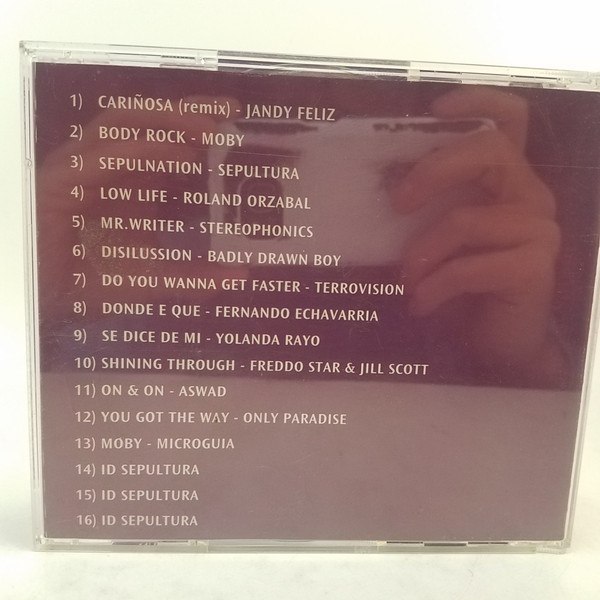 1) CARIÑOSA (remix) - JANDY FELIZ
2) BODY ROCK - MOBY
3) SEPULNATION - SEPULTURA
4) LOW LIFE - ROLAND ORZABAL
5) MR.WRITER - STEREOPHONICS
6) DISILUSSION - BADLY DRAWN BOY
7) DO YOU WANNA GET FASTER - TERROVISION
8) DONDE E QUE - FERNANDO ECHAVARRIA
9) SE DICE DE MI - YOLANDA RAYO
10) SHINING THROUGH - FREDDO STAR & JILL SCOTT
11) ON & ON - ASWAD
12) YOU GOT THE WAY - ONLY PARADISE
13) MOBY - MICROGUIA
14) ID SEPULTURA
15) ID SEPULTURA
16) ID SEPULTURA